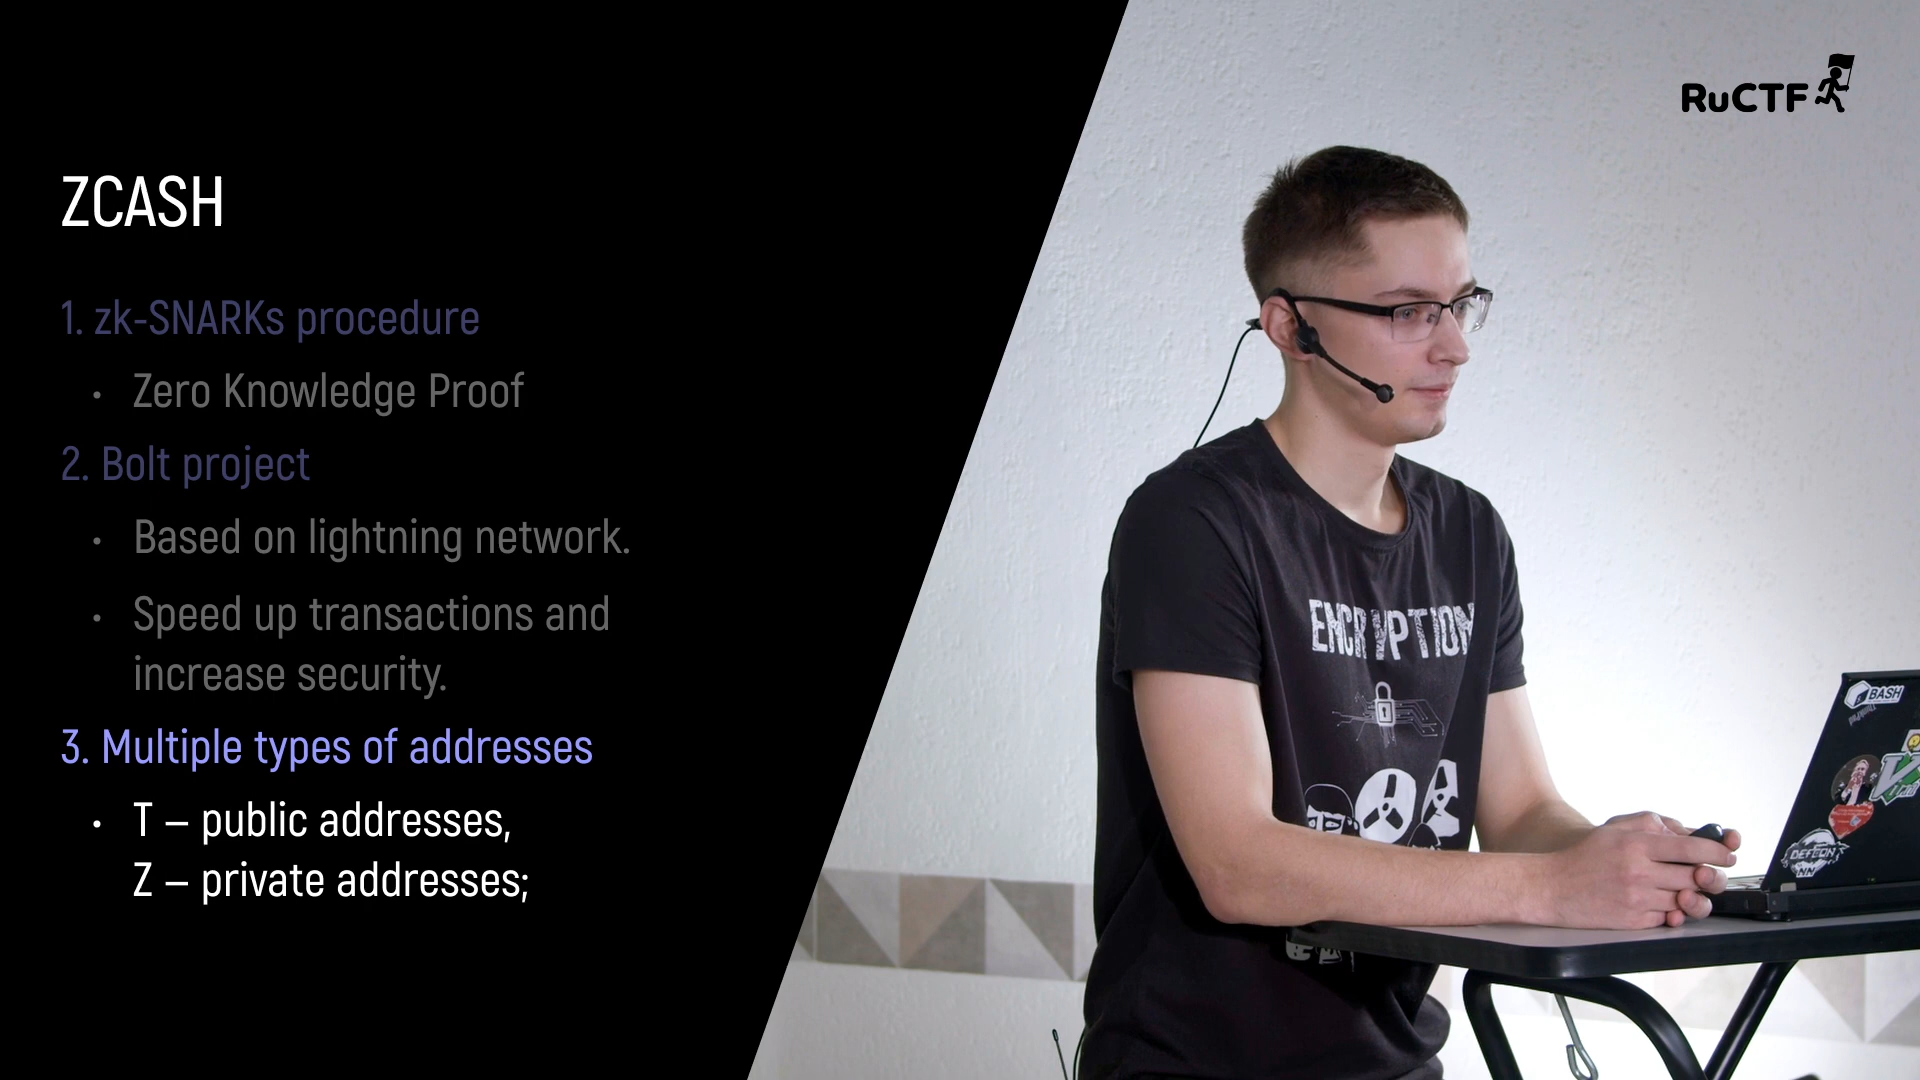 RuCTF
ZCASH
1. zk-SNARKs procedure
• Zero Knowledge Proof
2. Bolt project
• Based on lightning network.
• Speed up transactions and
increase security.
3. Multiple types of addresses
• T – public addresses,
Z – private addresses;
ENCRYPTION
BASH
ThinkPad
DEFCON
NN